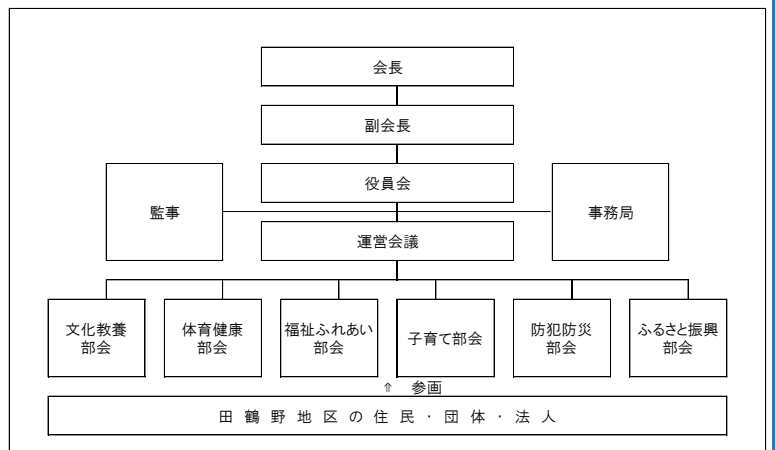 会長
副会長
役員会
監事
事務局
運営会議
文化教養
部会
体育健康
部会
福祉ふれあい
部会
子育て部会
防犯防災
部会
ふるさと振興
部会
⇑ 参画
田鶴野地区の住民・団体・法人